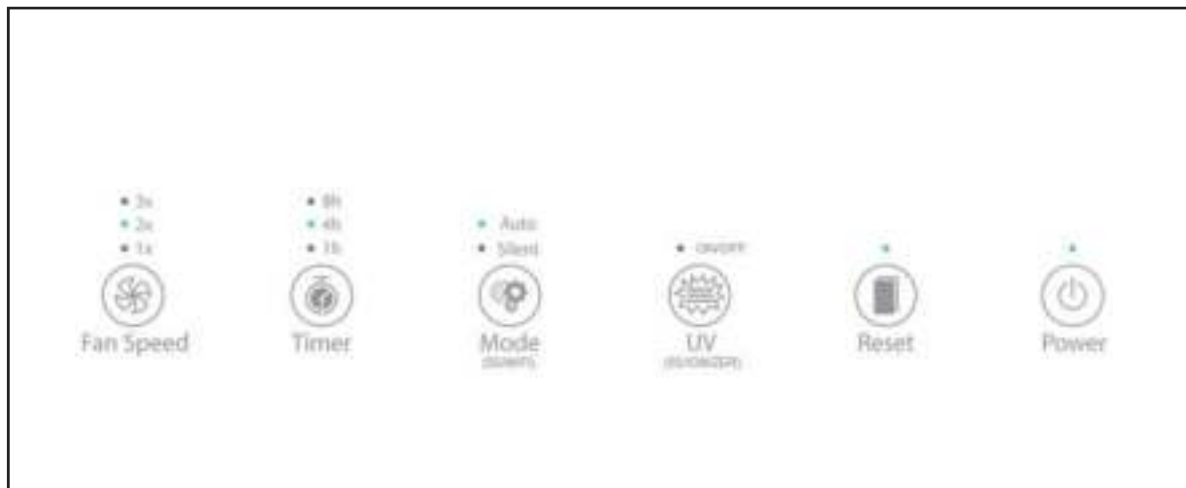 3x
2x
1x
Fan Speed
8h
4h
1h
Timer
Auto
Silent
Mode
ON/OFF
UV
Reset
Power